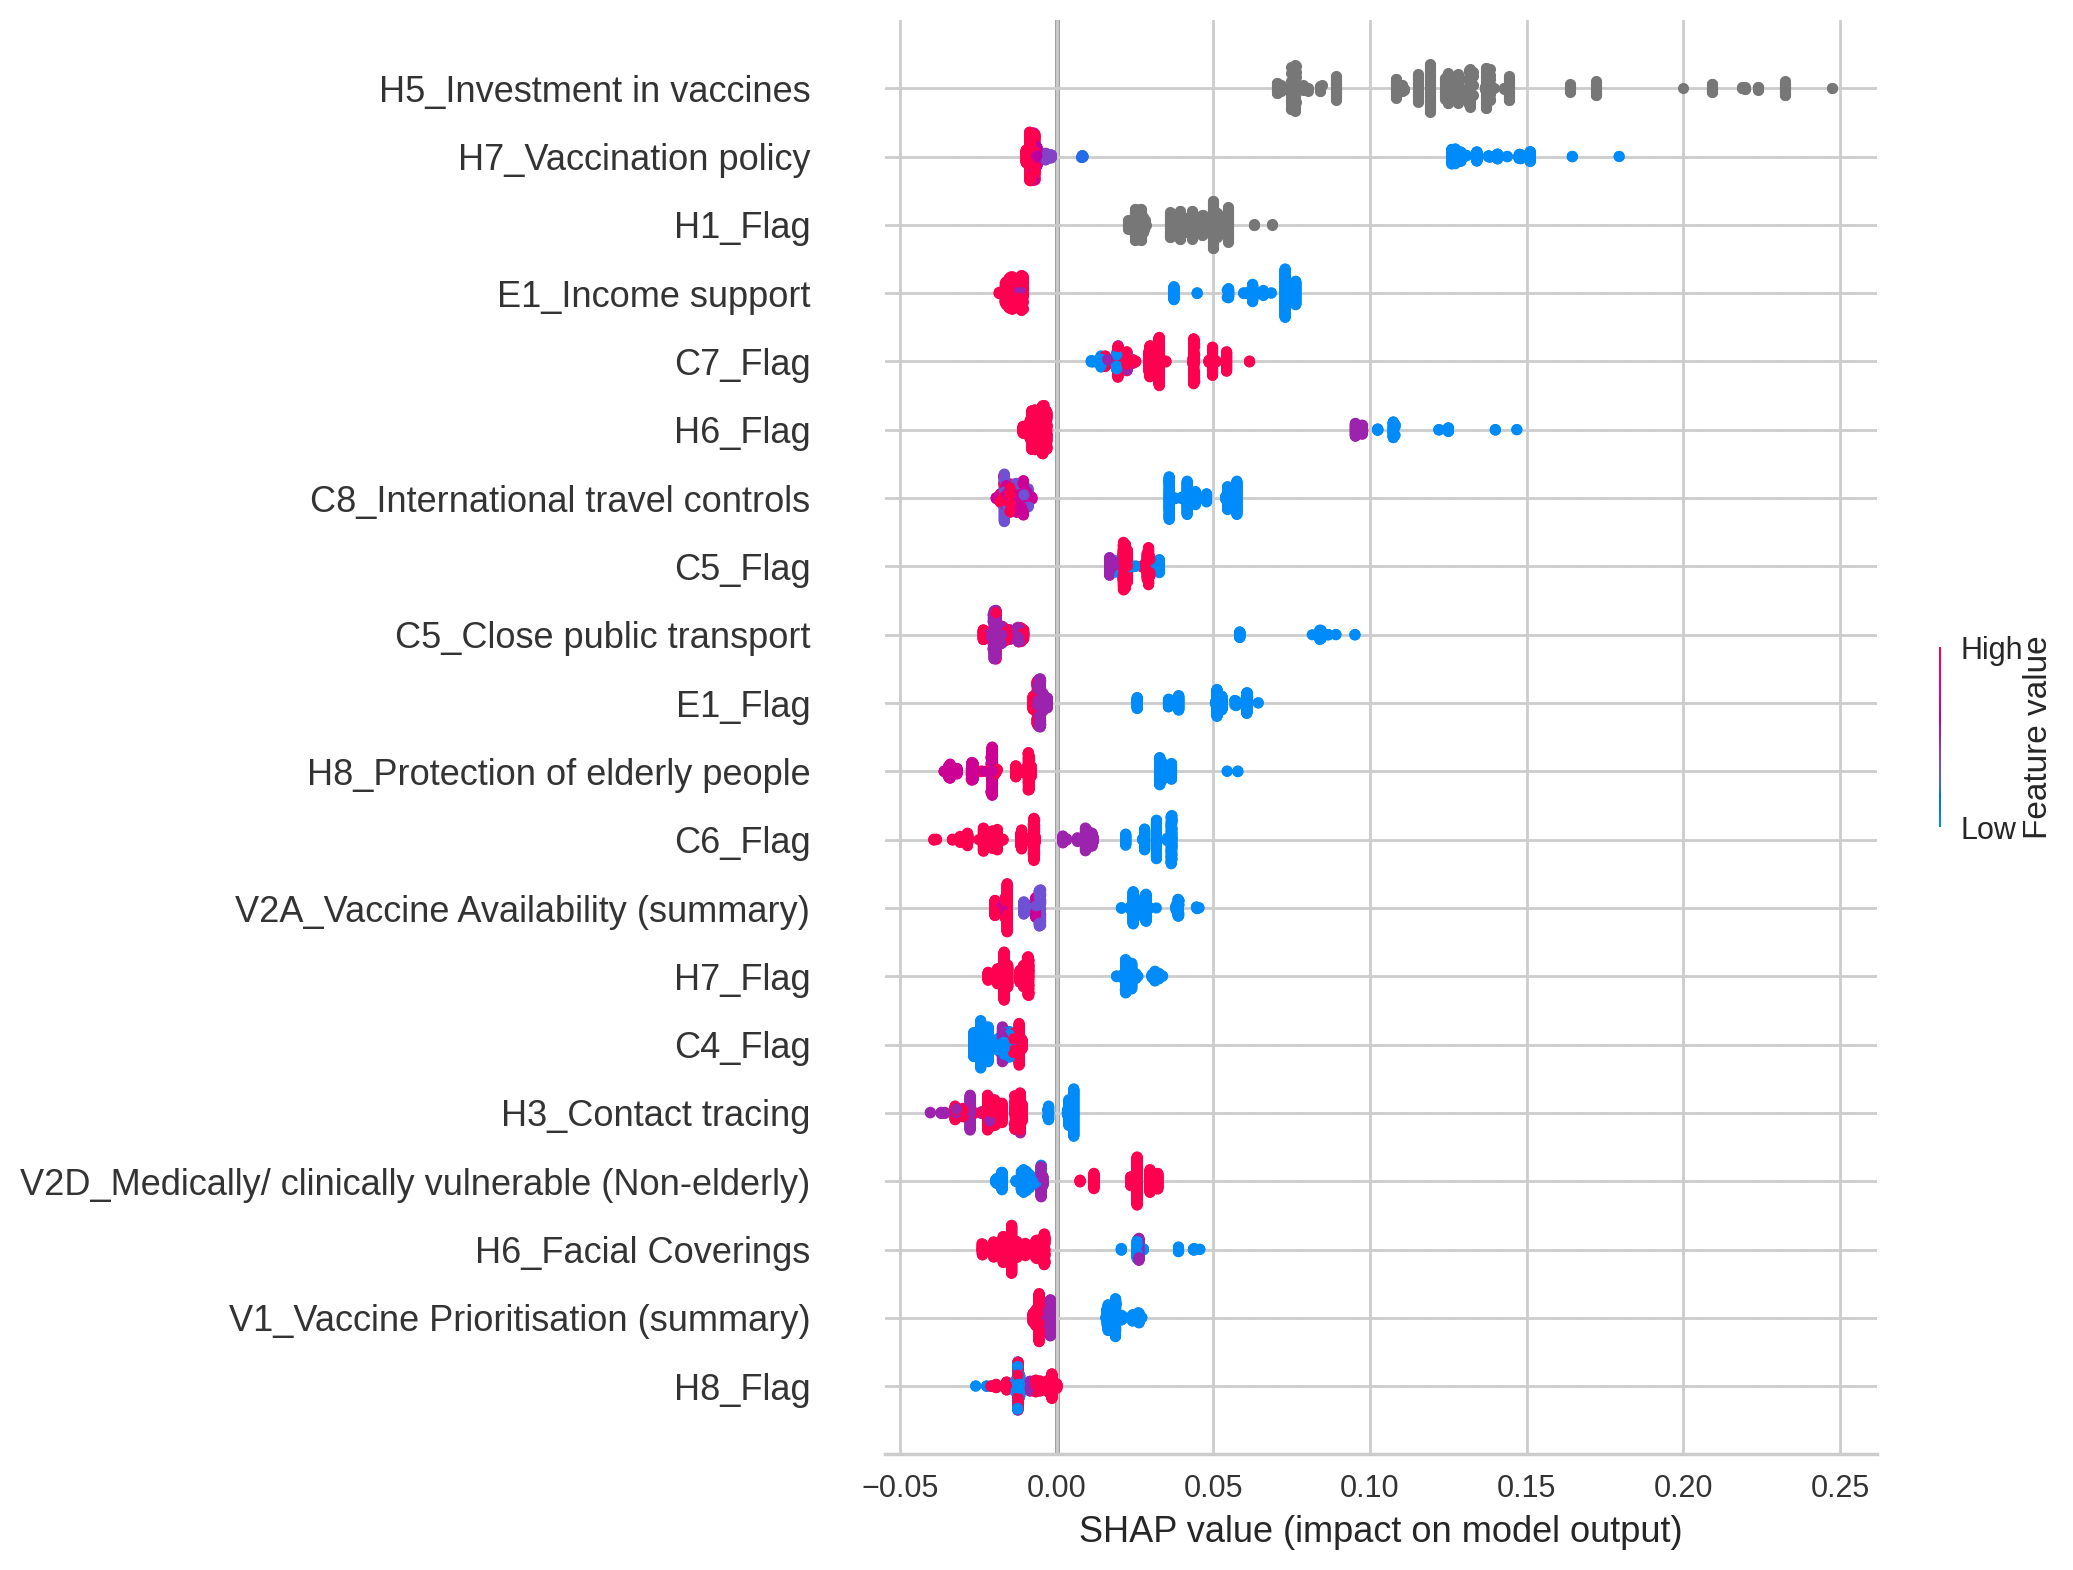 H5_Investment in vaccines
H7_Vaccination policy
H1_Flag
E1_Income support
C7_Flag
H6_Flag
C8_International travel controls
C5_Flag
C5_Close public transport
E1_Flag
H8_Protection of elderly people
C6_Flag
V2A_Vaccine Availability (summary)
H7_Flag
C4_Flag
H3_Contact tracing
V2D_Medically/ clinically vulnerable (Non-elderly)
H6_Facial Coverings
V1_Vaccine Prioritisation (summary)
H8_Flag
−0.05 0.00 0.05 0.10 0.15 0.20 0.25
SHAP value (impact on model output)
High
Low
Feature value